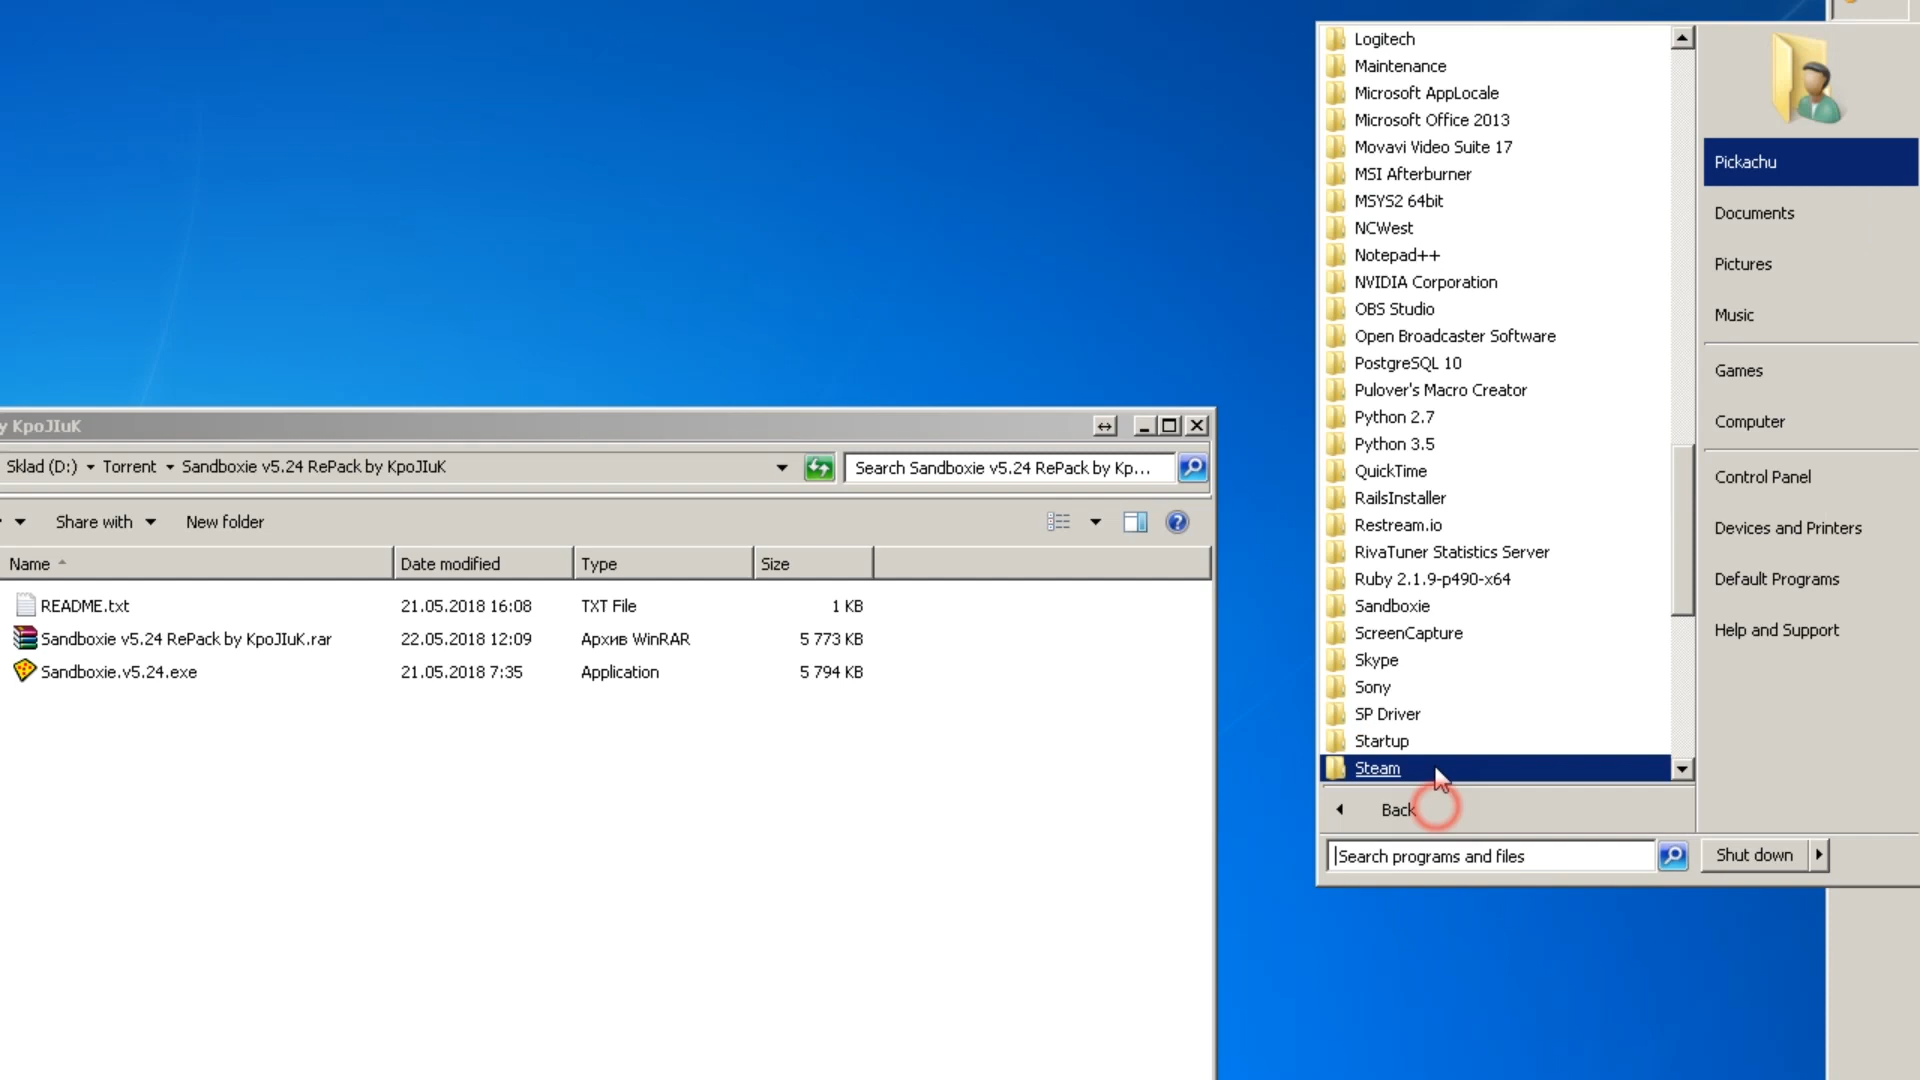 y KpoJIuK
Sklad (D:) Torrent Sandboxie v5.24 RePack by KpoJIuK
Search Sandboxie v5.24 RePack by Kp...
Share with New folder
Name Date modified Type Size
README.txt 21.05.2018 16:08 TXT File 1 KB
Sandboxie v5.24 RePack by KpoJIuK.rar 22.05.2018 12:09 Архив WinRAR 5 773 KB
Sandboxie.v5.24.exe 21.05.2018 7:35 Application 5 794 KB
Logitech
Maintenance
Microsoft AppLocale
Microsoft Office 2013
Movavi Video Suite 17
MSI Afterburner
MSYS2 64bit
NCWest
Notepad++
NVIDIA Corporation
OBS Studio
Open Broadcaster Software
PostgreSQL 10
Pulover's Macro Creator
Python 2.7
Python 3.5
QuickTime
RailsInstaller
Restream.io
RivaTuner Statistics Server
Ruby 2.1.9-p490-x64
Sandboxie
ScreenCapture
Skype
Sony
SP Driver
Startup
Steam
Back
Search programs and files
Pickachu
Documents
Pictures
Music
Games
Computer
Control Panel
Devices and Printers
Default Programs
Help and Support
Shut down